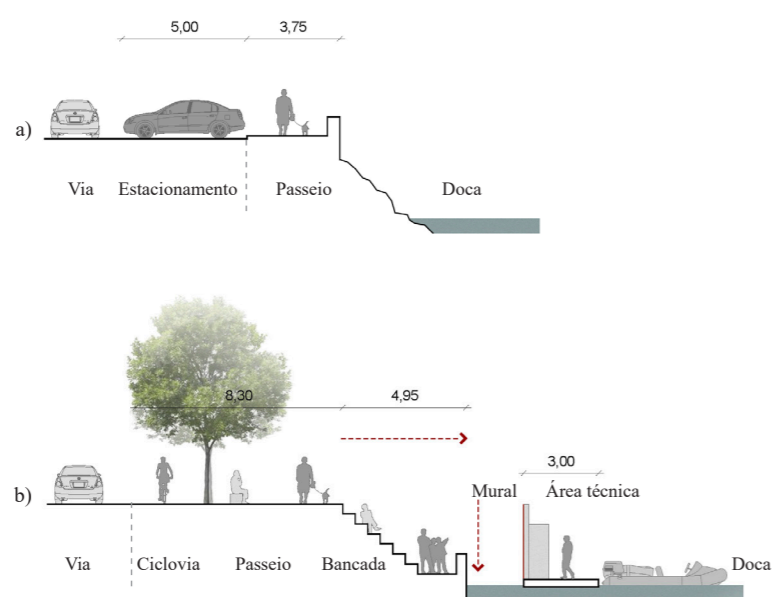 5,00 3,75
a)
Via Estacionamento Passeio Doca
8,30 4,95
3,00
b) Mural Área técnica
Via Ciclovia Passeio Bancada Doca